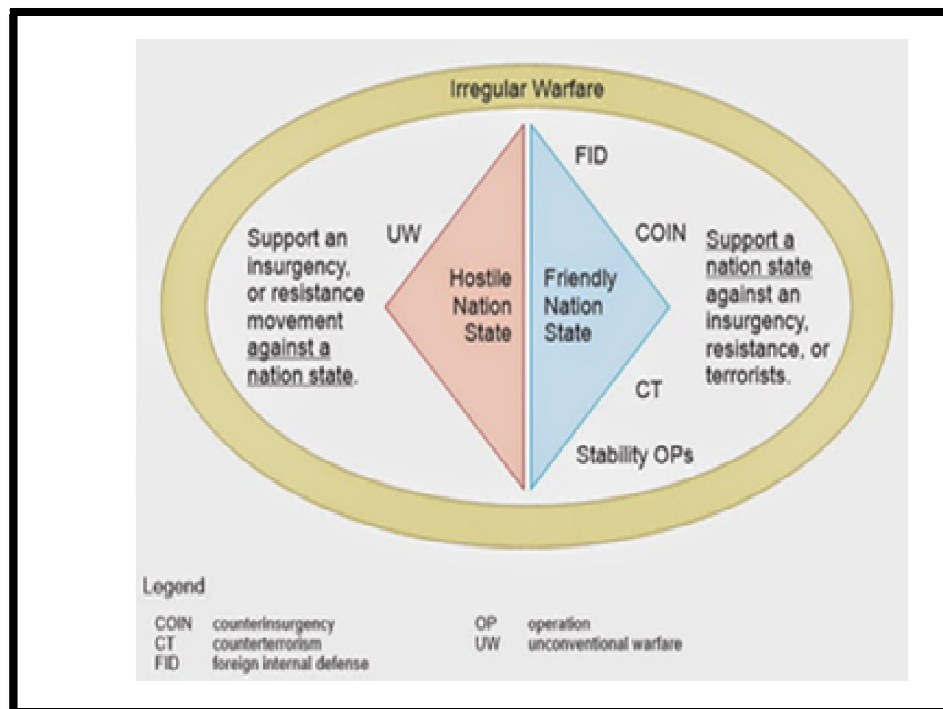 Irregular Warfare
FID
UW
COIN
Support an
insurgency,
or resistance
movement
against a
nation state.
Hostile
Nation
State
Friendly
Nation
State
Support a
nation state
against an
insurgency,
resistance, or
terrorists.
CT
Stability OPs
Legend
COIN counterinsurgency
CT counterterrorism
FID foreign internal defense
OP operation
UW unconventional warfare